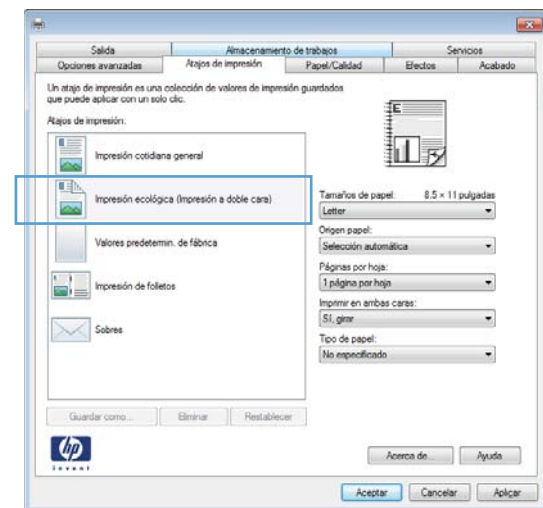 Salida
Almacenamiento de trabajos
Servicios
Opciones avanzadas
Atajos de impresión
Papel/Calidad
Efectos
Acabado
Un atajo de impresión es una colección de valores de impresión guardados
que puede aplicar con un solo clic.
Atajos de impresión:
Impresión cotidiana general
Impresión ecológica (Impresión a doble cara)
Valores predetermin. de fábrica
Impresión de folletos
Sobres
E
Tamaños de papel: 8.5 × 11 pulgadas
Letter
Origen papel:
Selección automática
Páginas por hoja:
1 página por hoja
Imprimir en ambas caras:
Sí, girar
Tipo de papel:
No especificado
Guardar como...
Eliminar
Restablecer
hp
invent
Acerca de...
Ayuda
Aceptar
Cancelar
Aplicar